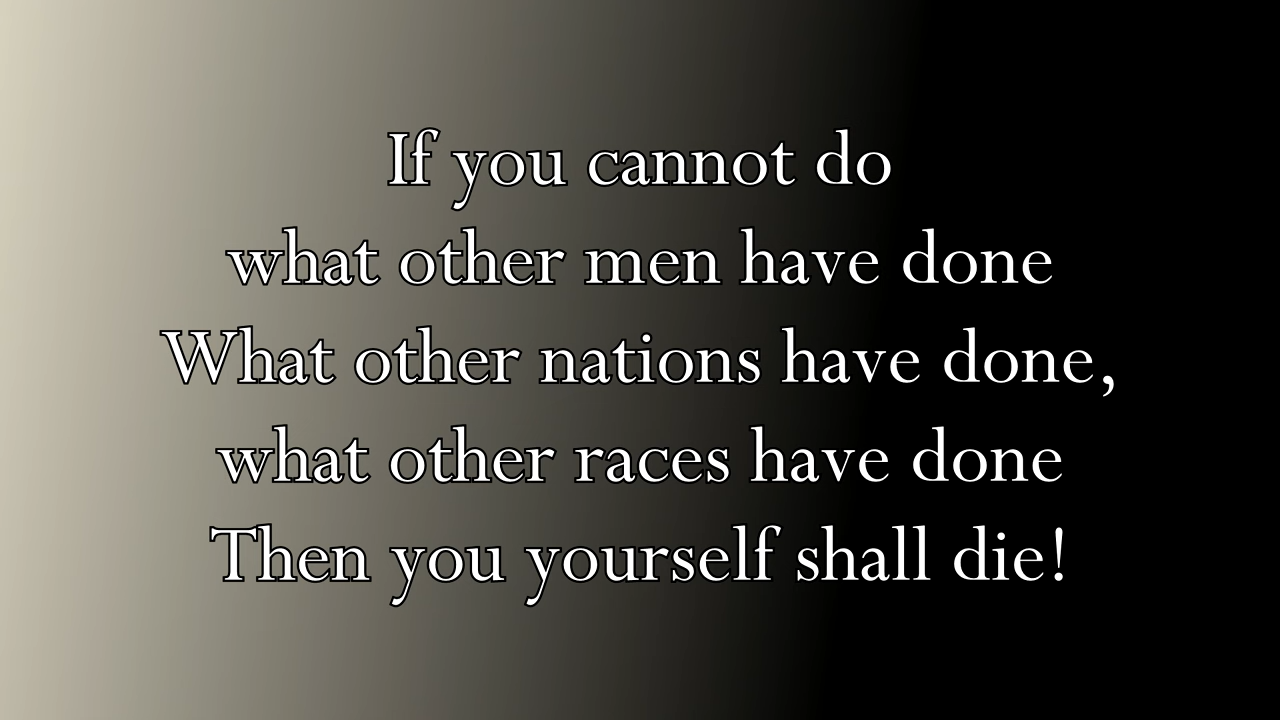 If you cannot do
what other men have done
What other nations have done,
what other races have done
Then you yourself shall die!